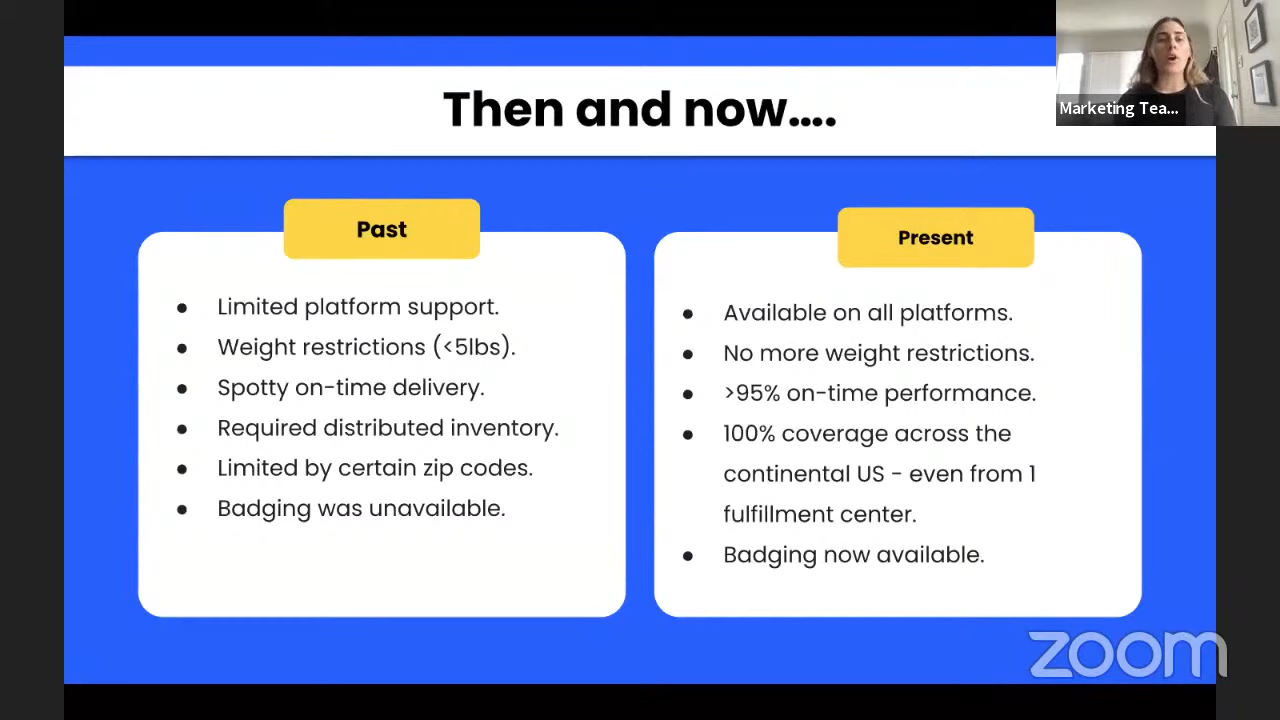 Then and now....
Marketing Tea...
Past
Limited platform support.
Weight restrictions (<5lbs).
Spotty on-time delivery.
Required distributed inventory.
Limited by certain zip codes.
Badging was unavailable.
Present
Available on all platforms.
No more weight restrictions.
>95% on-time performance.
100% coverage across the
continental US - even from 1
fulfillment center.
Badging now available.
zoom